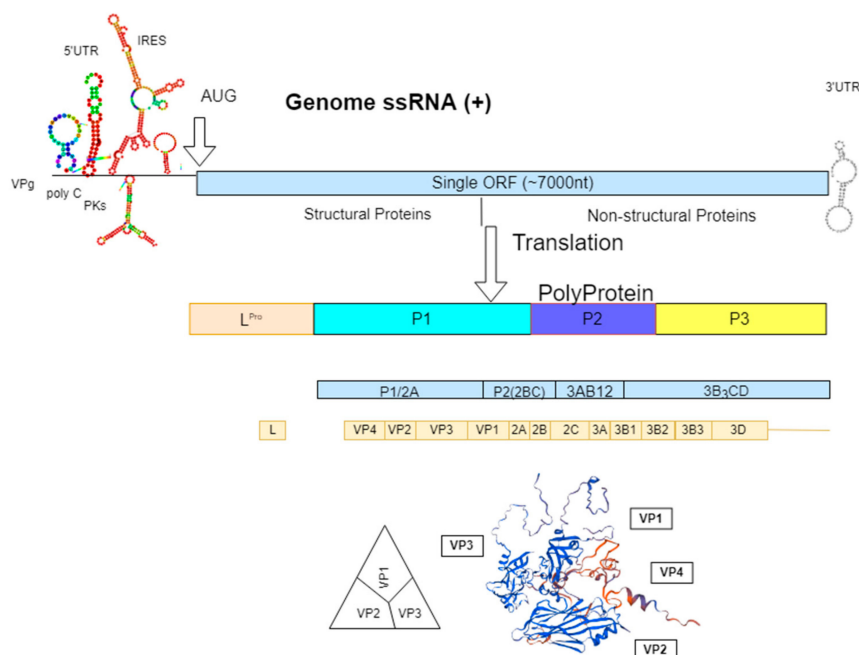 IRES
5'UTR
AUG
Genome ssRNA (+)
3'UTR
VPg
poly C
PKs
Single ORF (~7000nt)
Structural Proteins
Non-structural Proteins
Translation
PolyProtein
L Pro
P1
P2
P3
P1/2A
P2(2BC)
3AB12
3B₃CD
L
VP4
VP2
VP3
VP1
2A
2B
2C
3A
3B1
3B2
3B3
3D
VP1
VP3
VP4
VP1
VP2
VP3
VP2